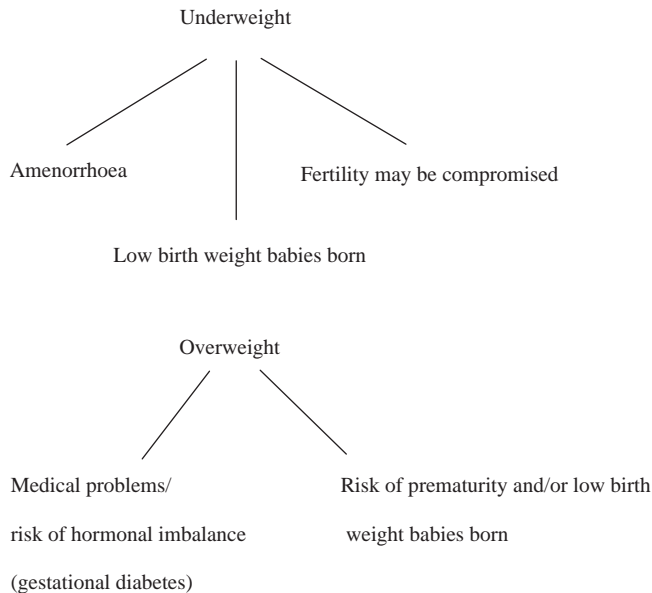 Underweight
Amenorrhoea
Fertility may be compromised
Low birth weight babies born
Overweight
Medical problems/
risk of hormonal imbalance
(gestational diabetes)
Risk of prematurity and/or low birth
weight babies born